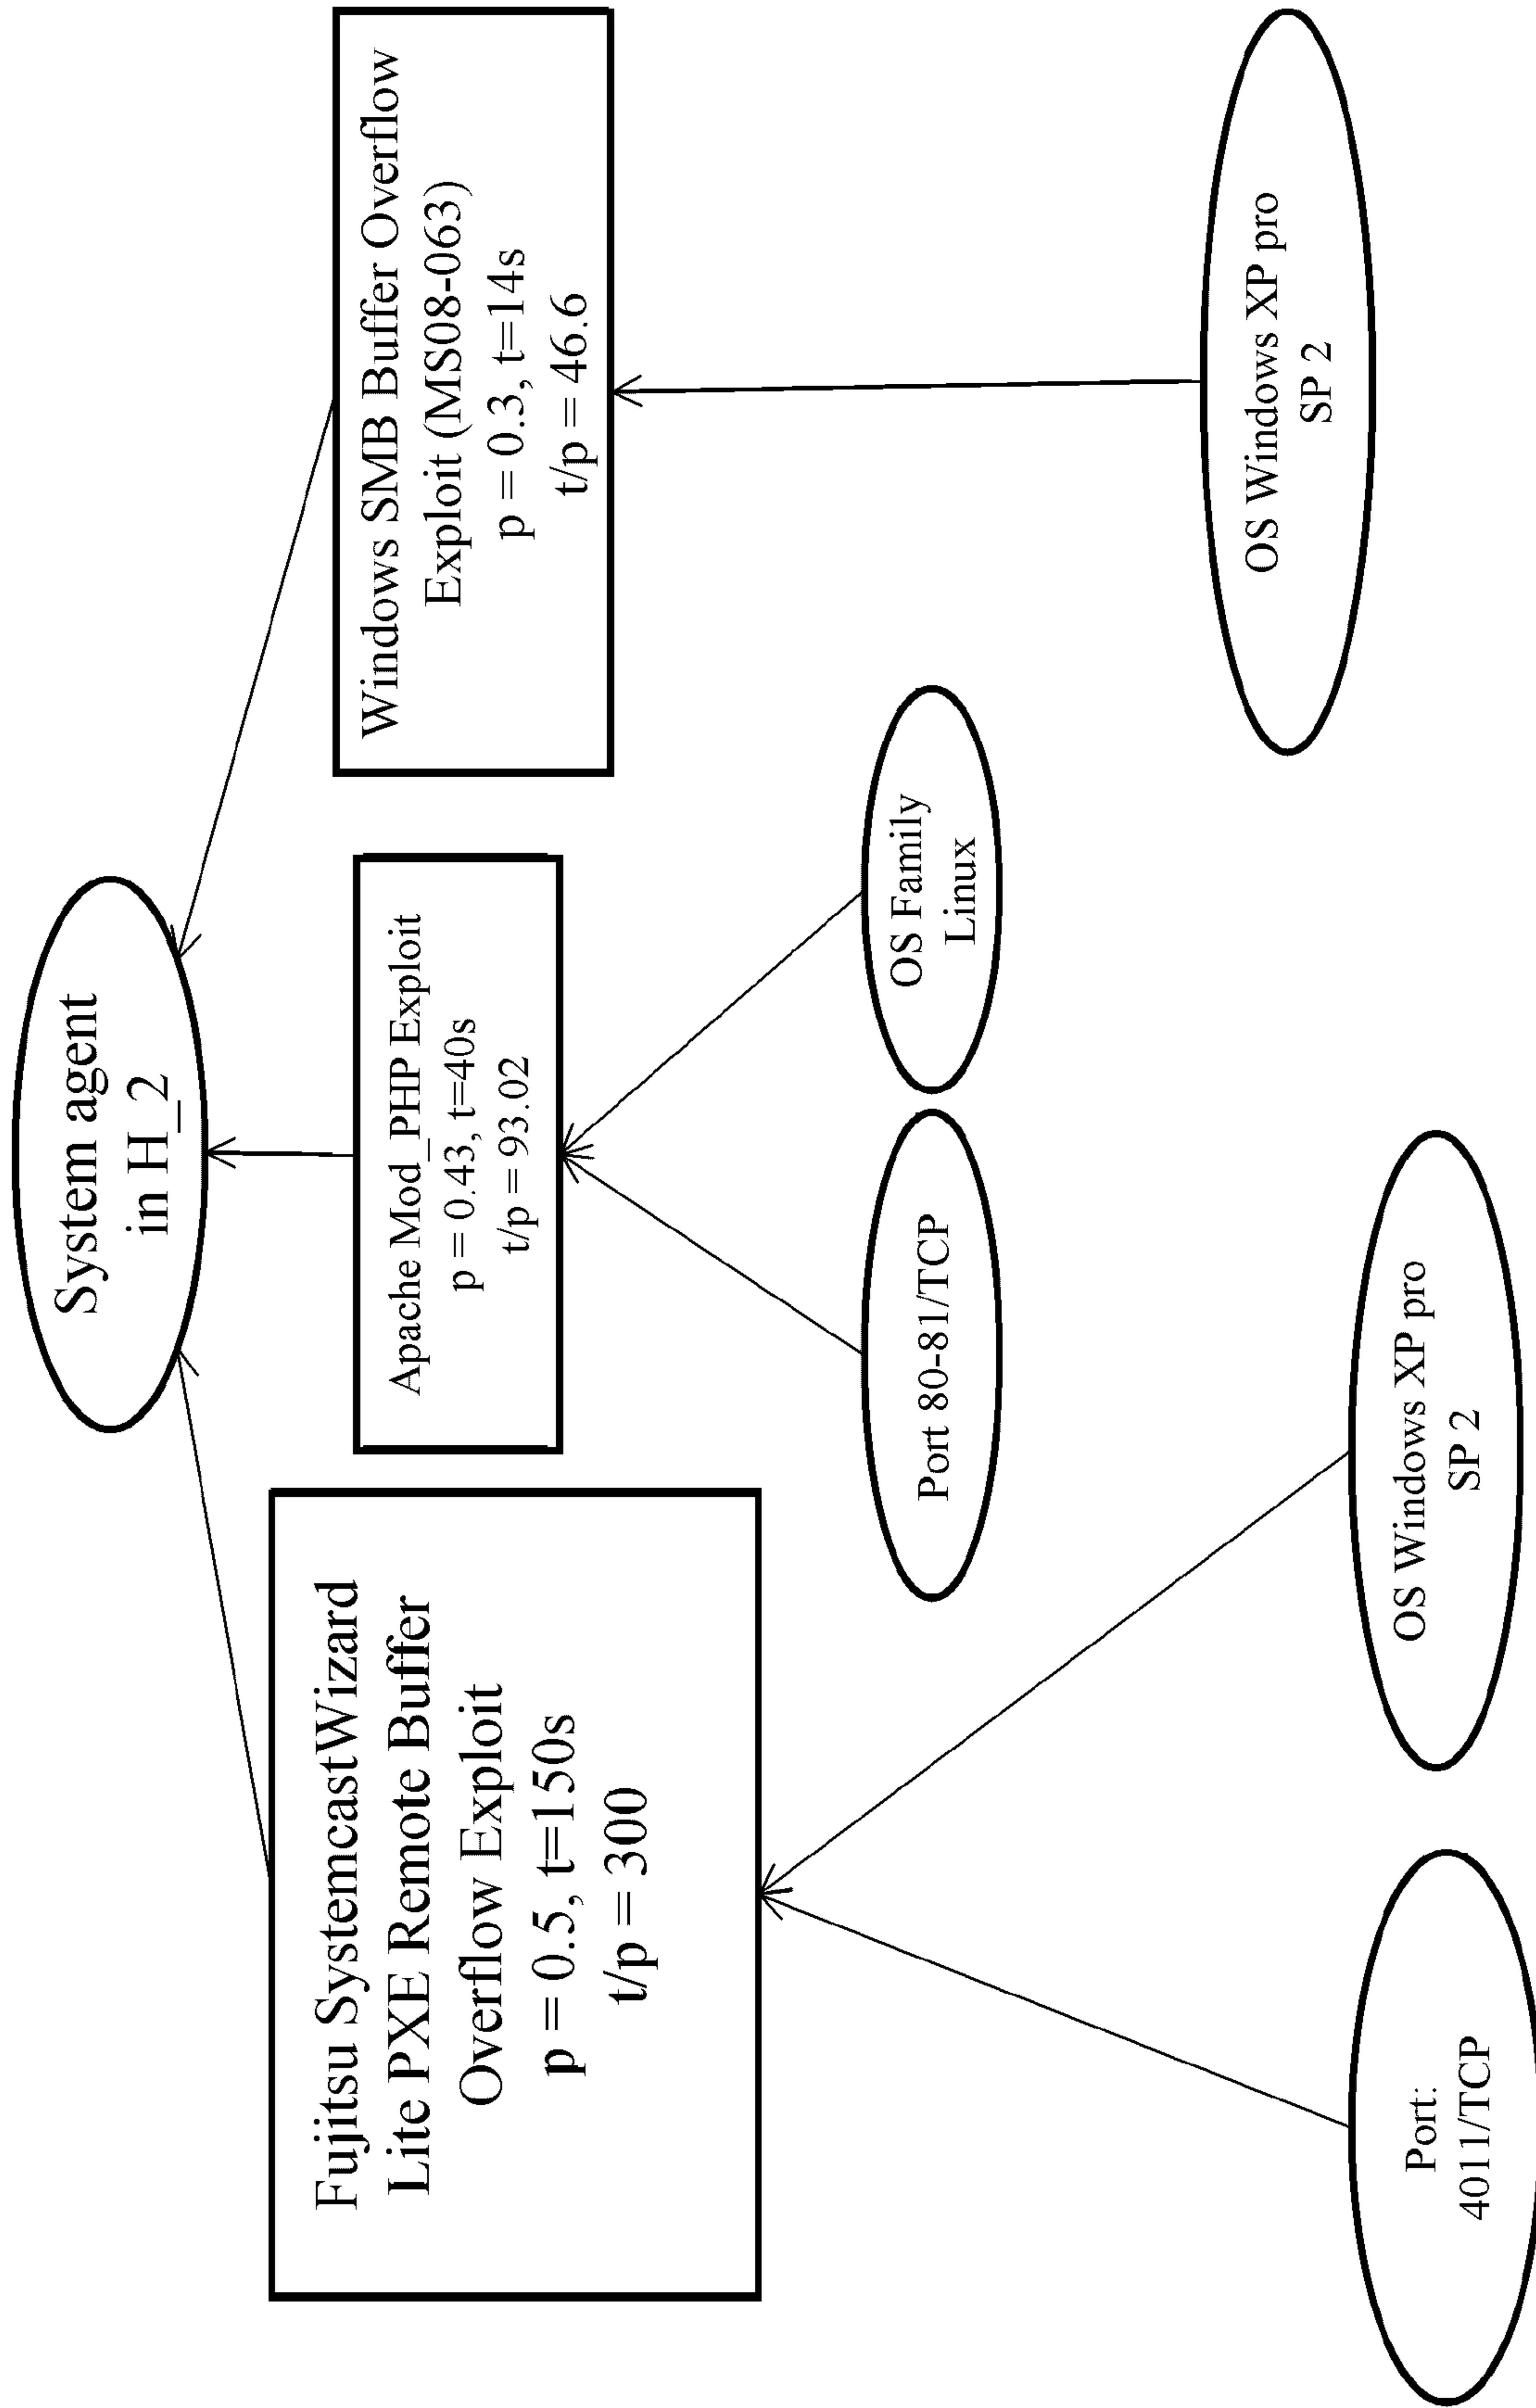 System agent
in H_2
Fujitsu SystemcastWizard
Lite PXE Remote Buffer
Overflow Exploit
p = 0.5, t=150s
t/p = 300
Apache Mod_PHP Exploit
p = 0.43, t=40s
t/p = 93.02
Windows SMB Buffer Overflow
Exploit (MS08-063)
p = 0.3, t=14s
t/p = 46.6
Port:
4011/TCP
OS Windows XP pro
SP 2
Port 80-81/TCP
OS Family
Linux
OS Windows XP pro
SP 2